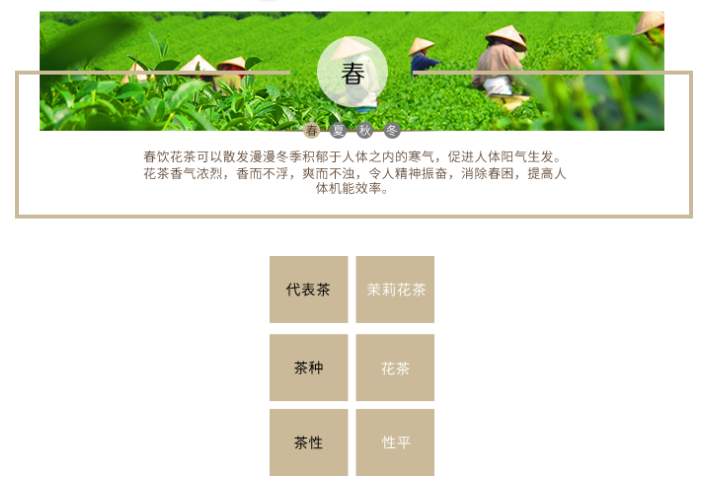 春
春 夏 秋 冬
春饮花茶可以散发漫漫冬季积郁于人体之内的寒气，促进人体阳气生发。
花茶香气浓烈，香而不浮，爽而不浊，令人精神振奋，消除春困，提高人
体机能效率。
代表茶 茉莉花茶
茶种 花茶
茶性 性平